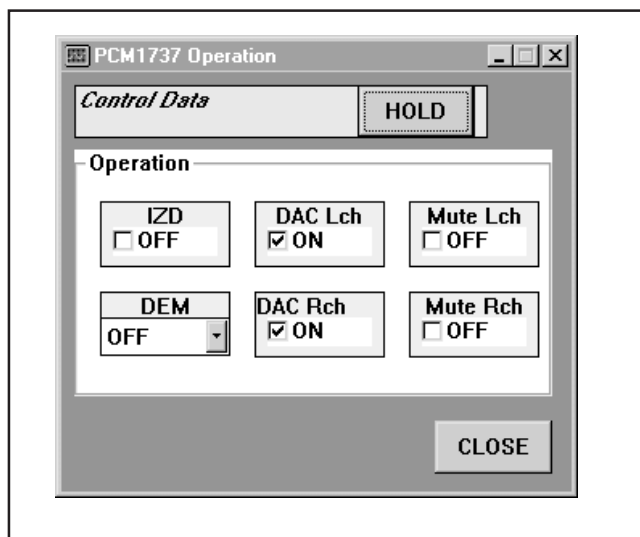 PCM1737 Operation
Control Data
HOLD
Operation
IZD
OFF
DAC Lch
ON
Mute Lch
OFF
DEM
OFF
DAC Rch
ON
Mute Rch
OFF
CLOSE